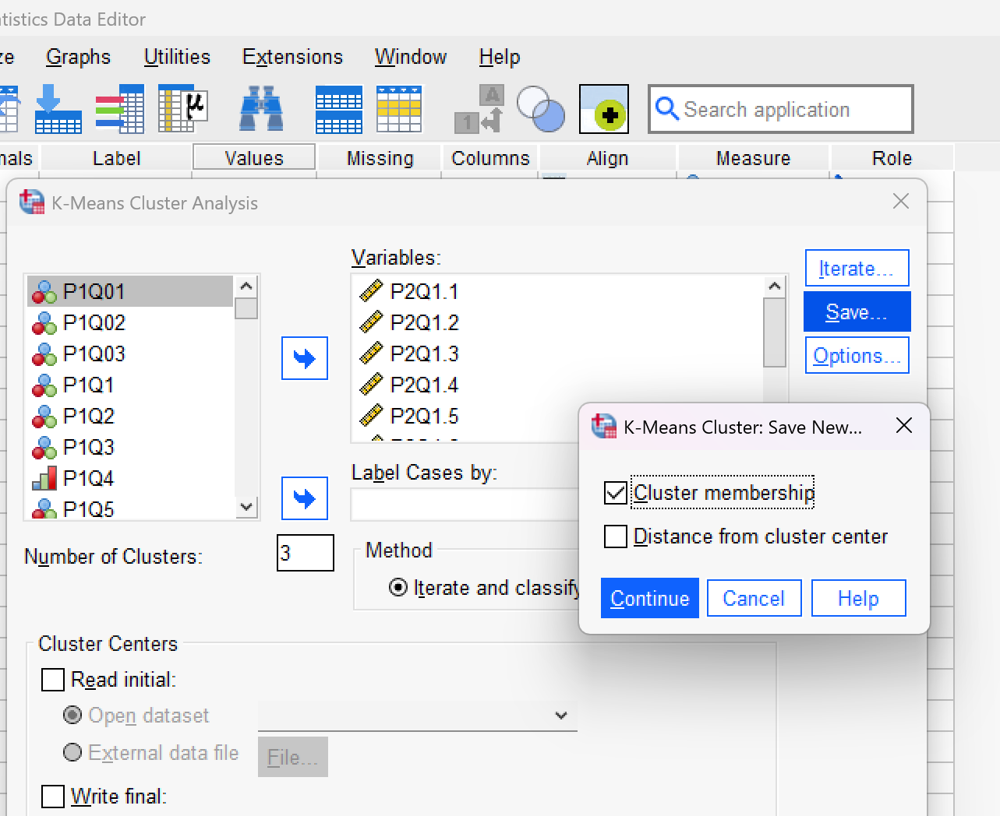 tistics Data Editor
ze Graphs Utilities Extensions Window Help
μ
A
1
Search application
nals Label Values Missing Columns Align Measure Role
K-Means Cluster Analysis
Variables:
P1Q01
P1Q02
P1Q03
P1Q1
P1Q2
P1Q3
P1Q4
P1Q5
P2Q1.1
P2Q1.2
P2Q1.3
P2Q1.4
P2Q1.5
Iterate...
Save...
Options...
Label Cases by:
Number of Clusters: 3
Method
Iterate and classify
K-Means Cluster: Save New...
Cluster membership
Distance from cluster center
Continue Cancel Help
Cluster Centers
Read initial:
Open dataset
External data file File...
Write final: